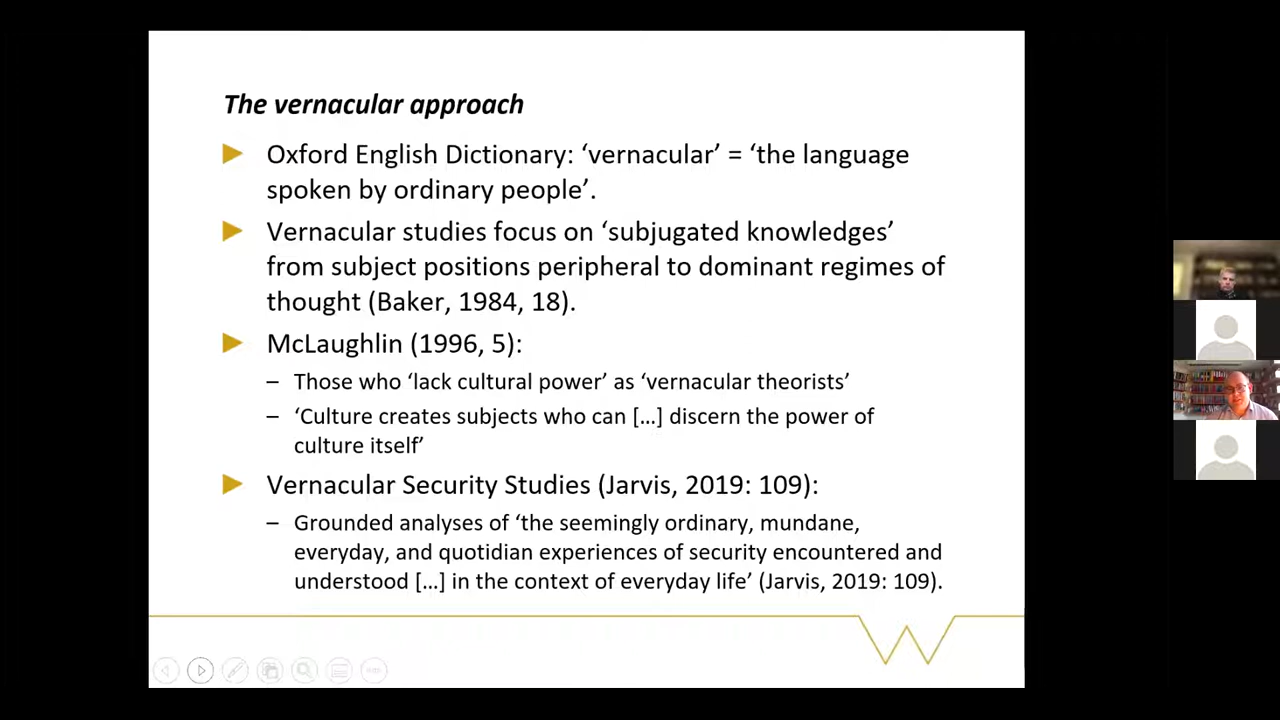 The vernacular approach
Oxford English Dictionary: ‘vernacular’ = ‘the language
spoken by ordinary people’.
Vernacular studies focus on ‘subjugated knowledges’
from subject positions peripheral to dominant regimes of
thought (Baker, 1984, 18).
McLaughlin (1996, 5):
– Those who ‘lack cultural power’ as ‘vernacular theorists’
– ‘Culture creates subjects who can […] discern the power of
culture itself’
Vernacular Security Studies (Jarvis, 2019: 109):
– Grounded analyses of ‘the seemingly ordinary, mundane,
everyday, and quotidian experiences of security encountered and
understood […] in the context of everyday life’ (Jarvis, 2019: 109).